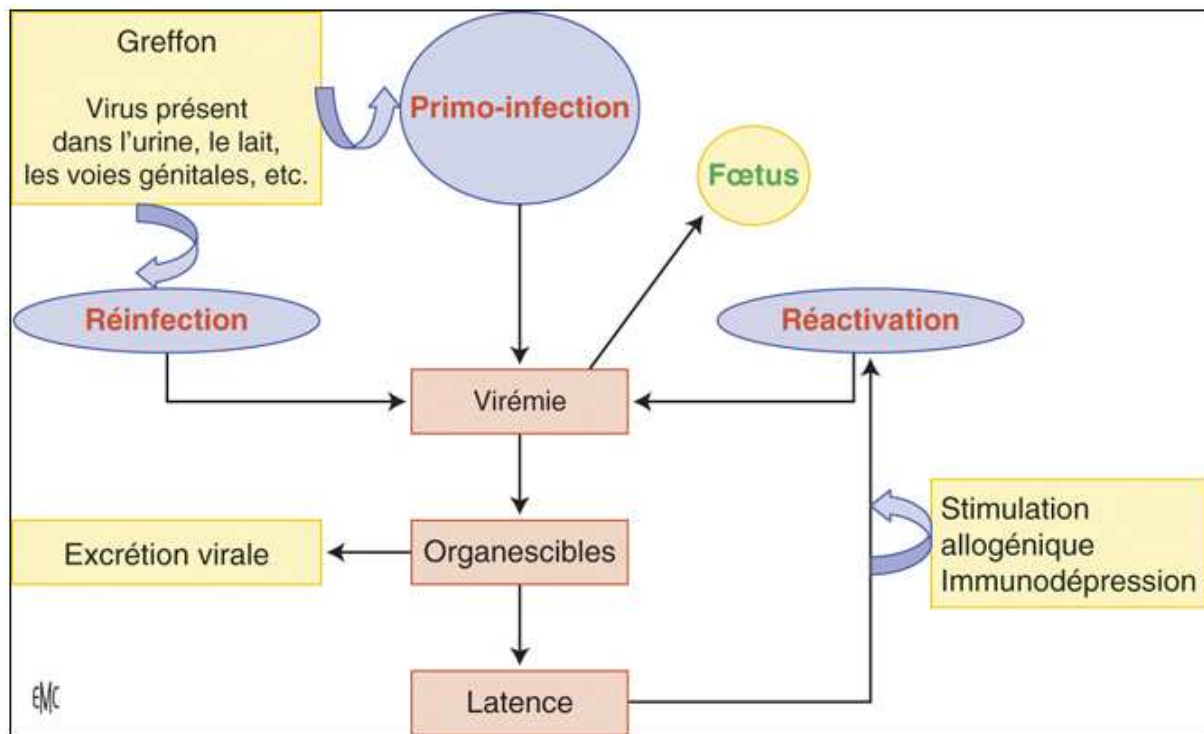 Greffon
Virus présent
dans l'urine, le lait,
les voies génitales, etc.
Primo-infection
Fœtus
Réinfection
Réactivation
Virémie
Stimulation
allogénique
Immunodépression
Excrétion virale
Organescibles
Latence
EMC